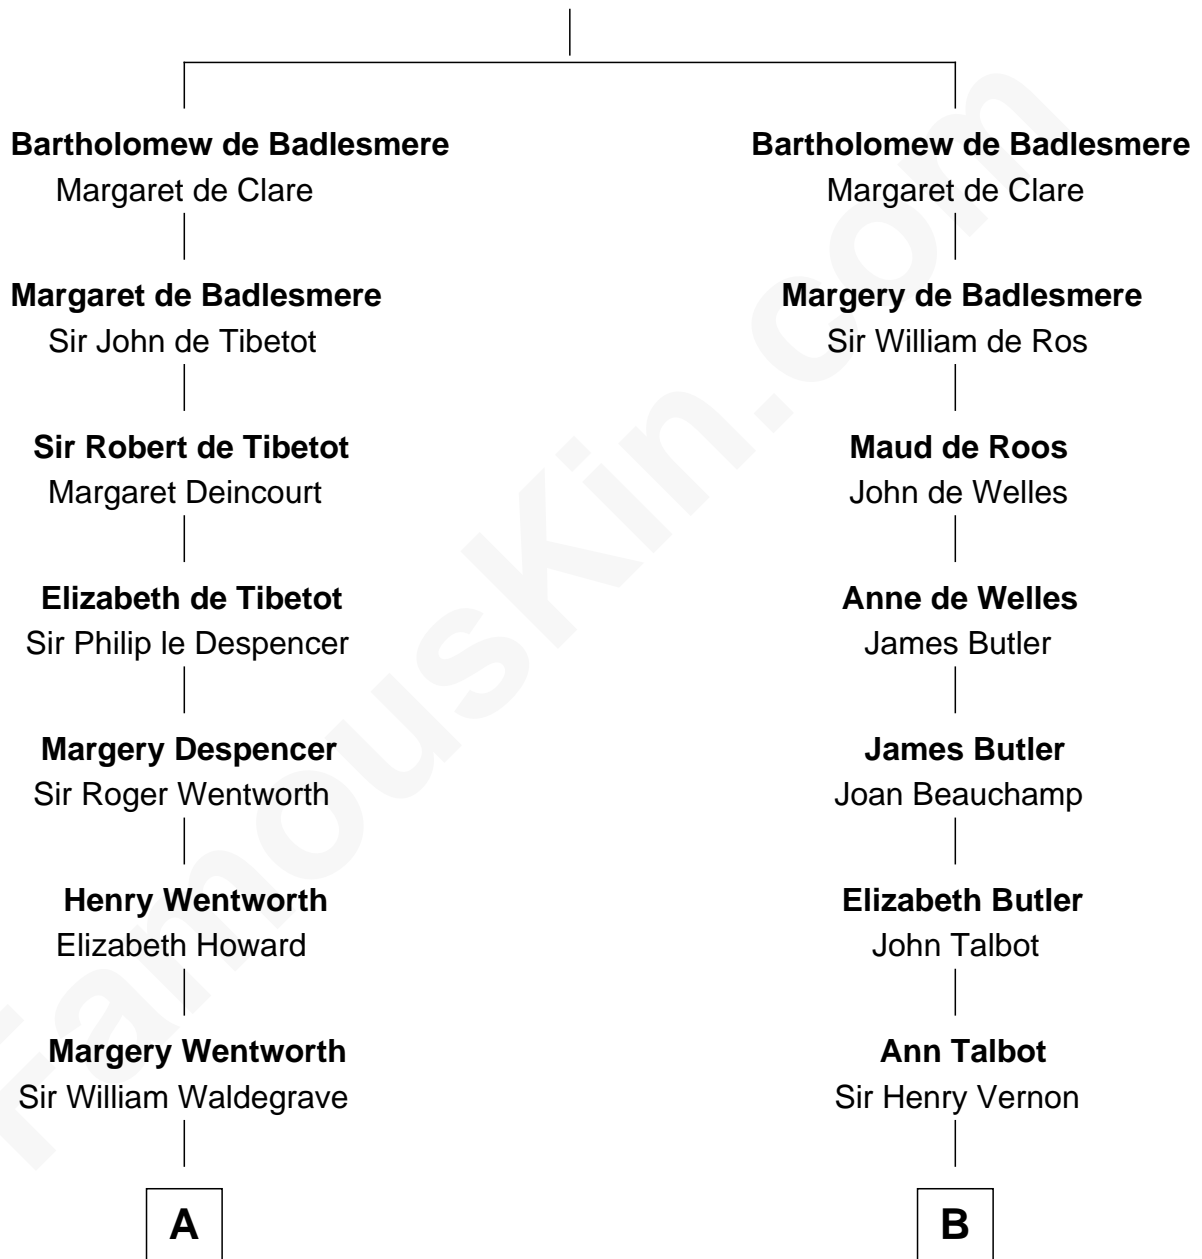 Bartholomew de Badlesmere
Margaret de Clare
Margaret de Badlesmere
Sir John de Tibetot
Sir Robert de Tibetot
Margaret Deincourt
Elizabeth de Tibetot
Sir Philip le Despencer
Margery Despencer
Sir Roger Wentworth
Henry Wentworth
Elizabeth Howard
Margery Wentworth
Sir William Waldegrave
A
Bartholomew de Badlesmere
Margaret de Clare
Margery de Badlesmere
Sir William de Ros
Maud de Roos
John de Welles
Anne de Welles
James Butler
James Butler
Joan Beauchamp
Elizabeth Butler
John Talbot
Ann Talbot
Sir Henry Vernon
B
FamousKin.com